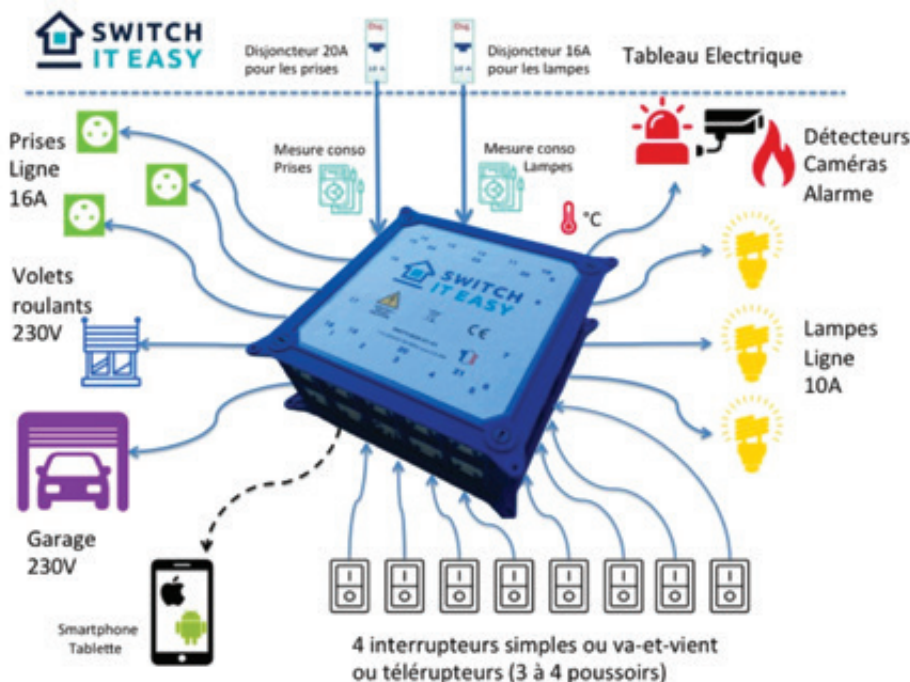 SWITCH
IT EASY
Disjoncteur 20A
pour les prises
Disjoncteur 16A
pour les lampes
Tableau Electrique
Prises
Ligne
16A
Mesure conso
Prises
Mesure conso
Lampes
°C
Détecteurs
Caméras
Alarme
SWITCH
IT EASY
CE
Volets
roulants
230V
Lampes
Ligne
10A
Garage
230V
Smartphone
Tablette
4 interrupteurs simples ou va-et-vient
ou télérupteurs (3 à 4 poussoirs)